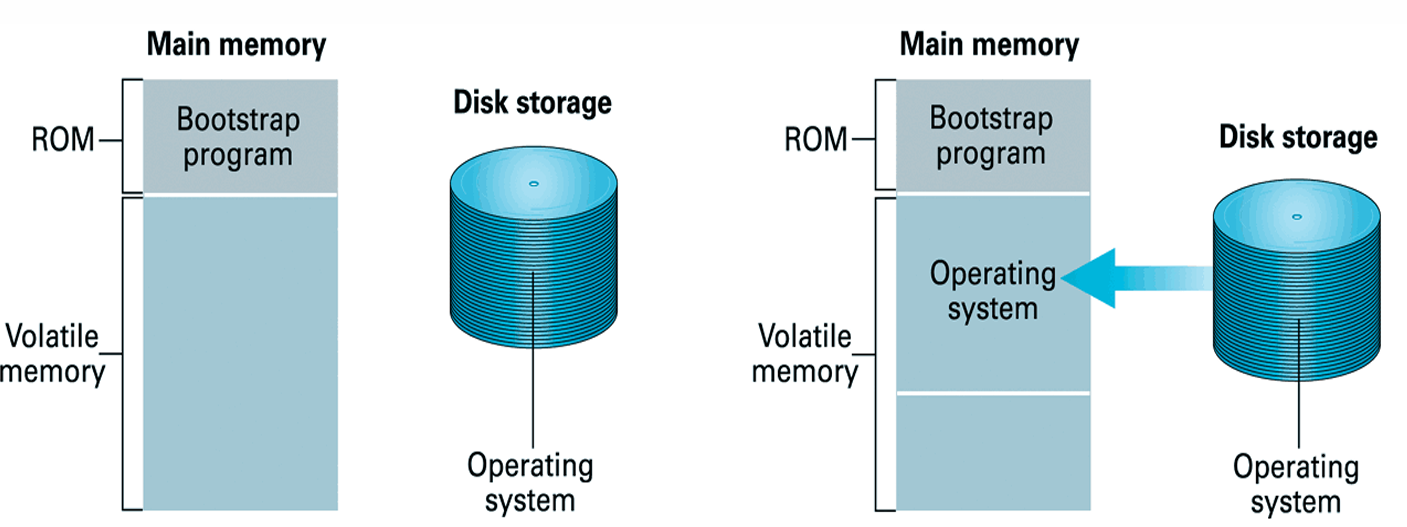 Main memory
ROM
Bootstrap
program
Volatile
memory
Disk storage
Operating
system
Main memory
ROM
Bootstrap
program
Operating
system
Volatile
memory
Disk storage
Operating
system